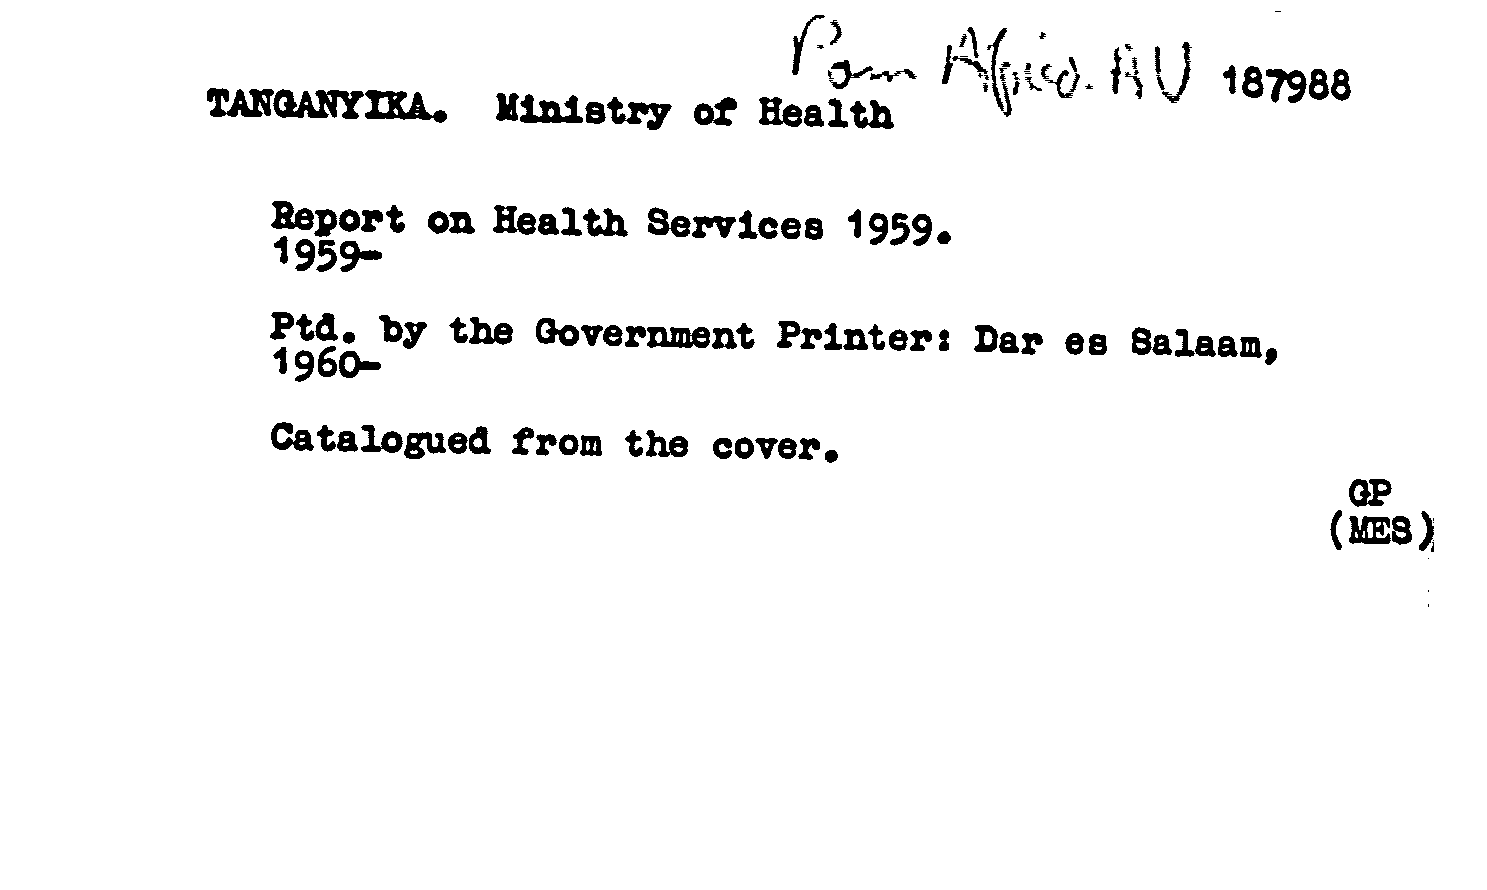 Pam Africa. AU 187988
TANGANYIKA. Ministry of Health
Report on Health Services 1959.
1959-
Ptd. by the Government Printer: Dar es Salaam,
1960-
Catalogued from the cover.
GP
(MES)